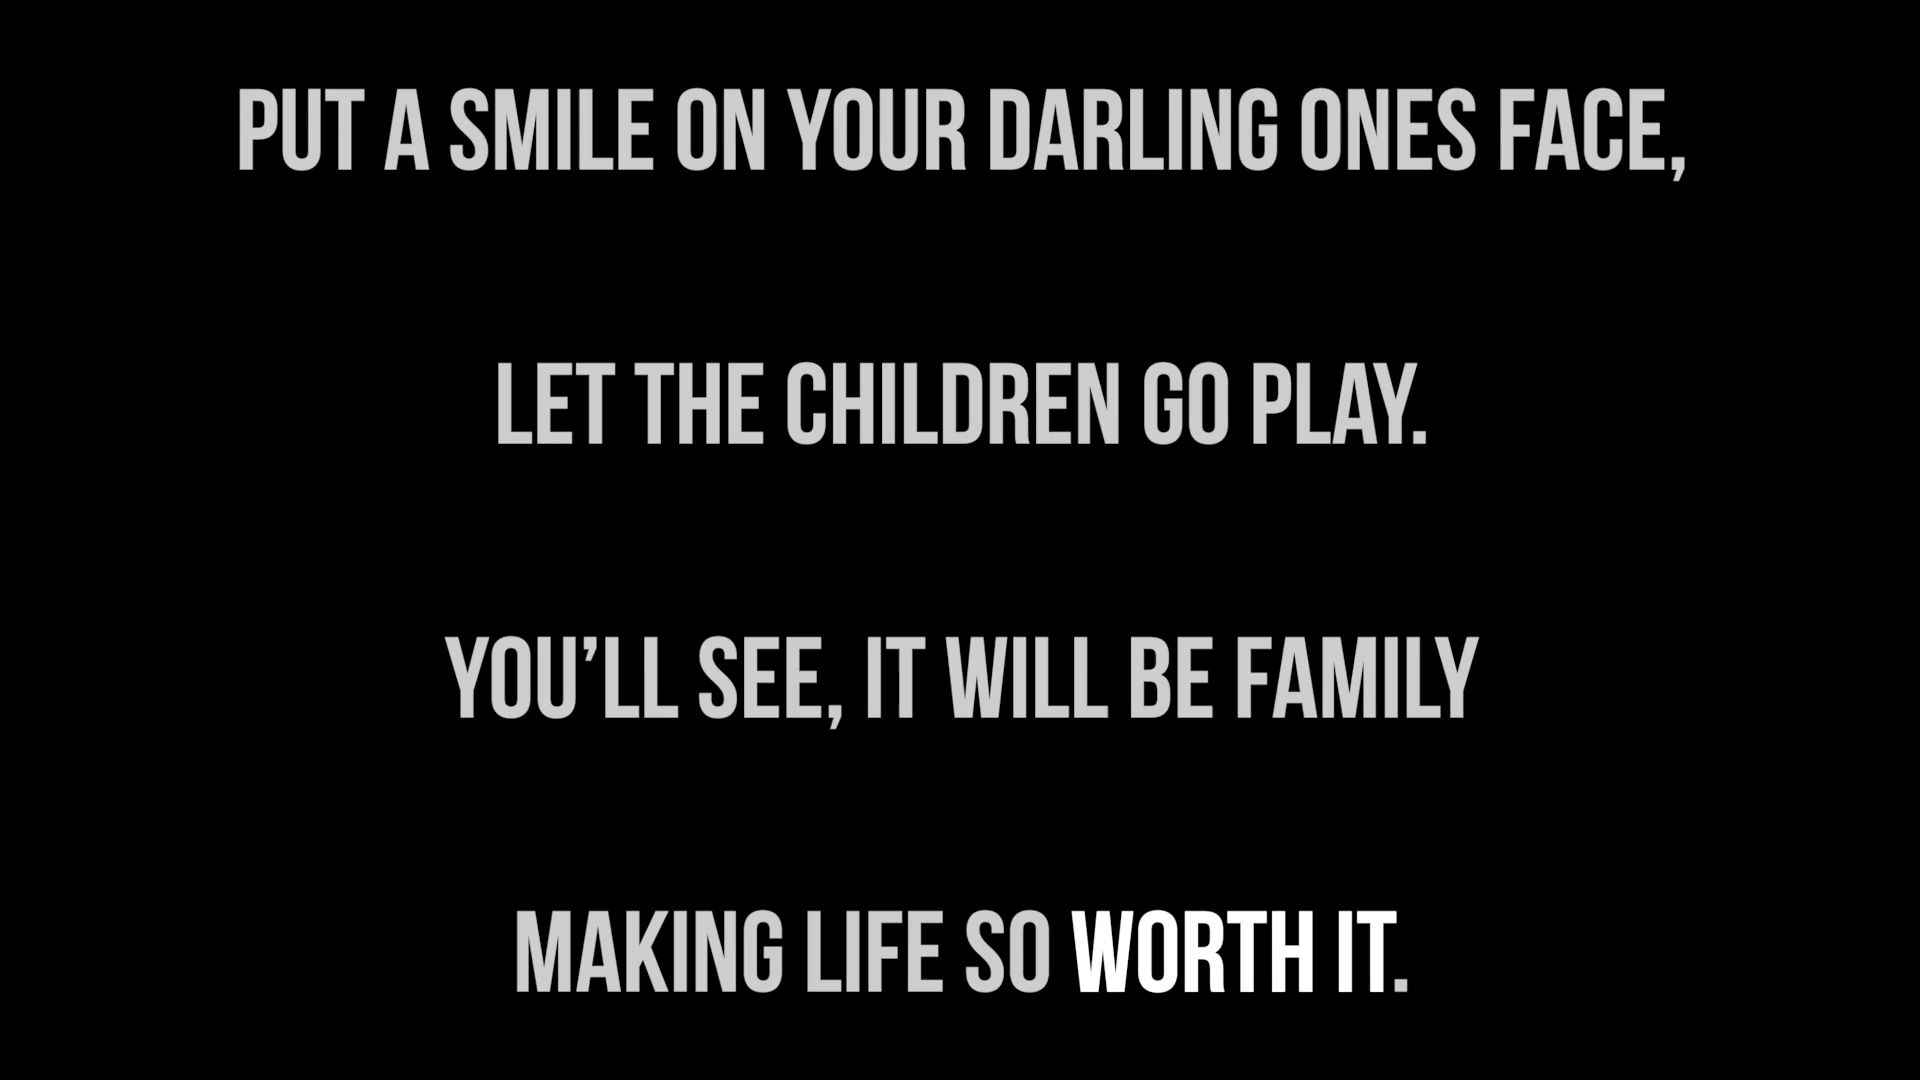 PUT A SMILE ON YOUR DARLING ONES FACE,
LET THE CHILDREN GO PLAY.
YOU’LL SEE, IT WILL BE FAMILY
MAKING LIFE SO WORTH IT.